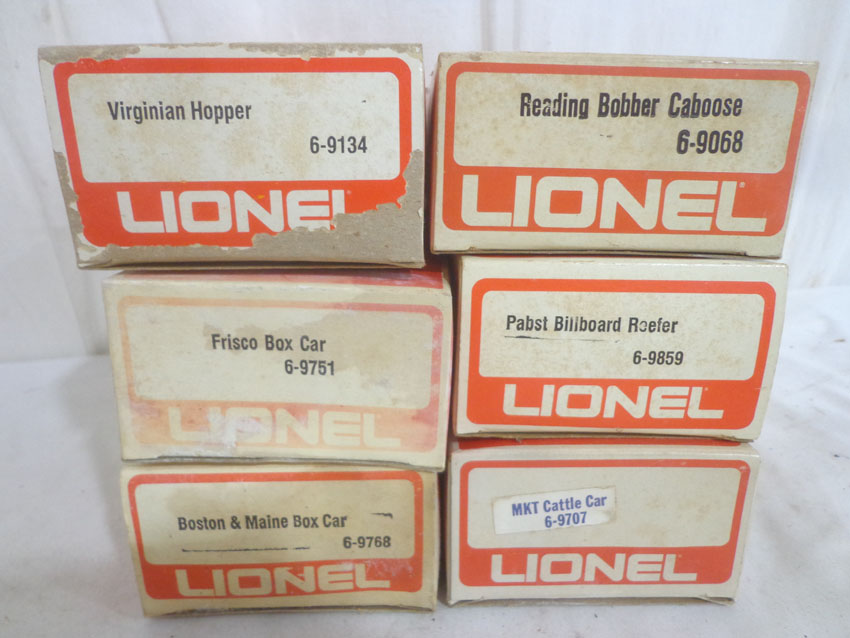 Virginian Hopper
6-9134
LIONEL
Reading Bobber Caboose
6-9068
LIONEL
Frisco Box Car
6-9751
LIONEL
Pabst Billboard Reefer
6-9859
LIONEL
Boston & Maine Box Car
6-9768
LIONEL
MKT Cattle Car
6-9707
LIONEL